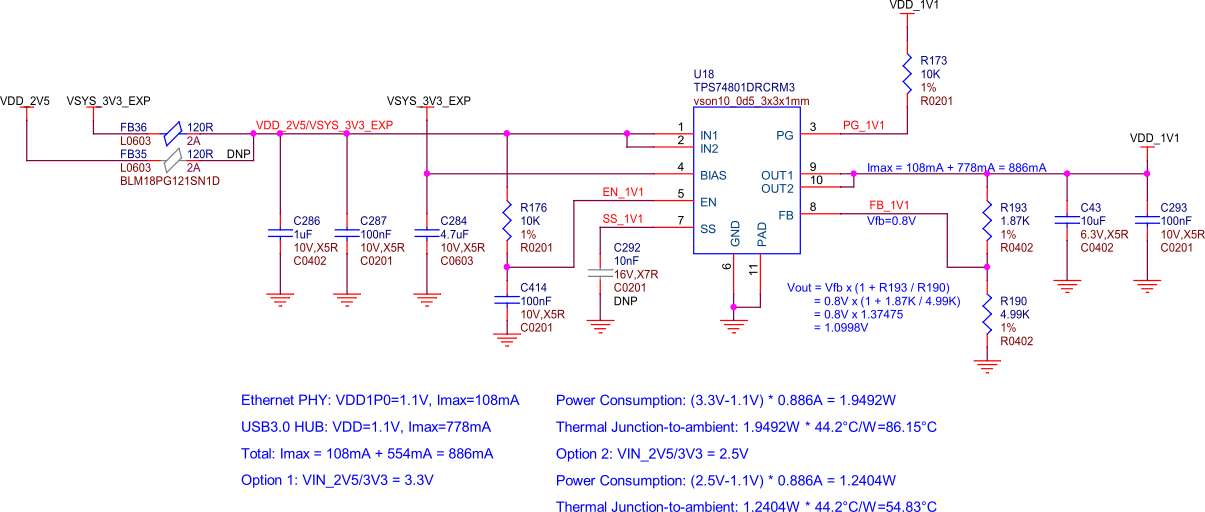 VDD_1V1
R173
10K
1%
R0201
U18
TPS74801DRCRM3
vson10_0d5_3x3x1mm
VDD_2V5
VSYS_3V3_EXP
VSYS_3V3_EXP
FB36
120R
L0603
2A
FB35
120R
DNP
L0603
2A
BLM18PG121SN1D
VDD_2V5/VSYS_3V3_EXP
1
IN1
2
IN2
4
BIAS
5
EN
7
SS
EN_1V1
SS_1V1
PG
3
PG_1V1
OUT1
9
OUT2
10
FB
8
FB_1V1
Vfb=0.8V
GND
PAD
6
11
Imax = 108mA + 778mA = 886mA
VDD_1V1
C286
1uF
10V,X5R
C0402
C287
100nF
10V,X5R
C0201
C284
4.7uF
10V,X5R
C0603
R176
10K
1%
R0201
C414
100nF
10V,X5R
C0201
C292
10nF
16V,X7R
C0201
DNP
R193
1.87K
1%
R0402
C43
10uF
6.3V,X5R
C0402
C293
100nF
10V,X5R
C0201
R190
4.99K
1%
R0402
Vout = Vfb x (1 + R193 / R190)
= 0.8V x (1 + 1.87K / 4.99K)
= 0.8V x 1.37475
= 1.0998V
Ethernet PHY: VDD1P0=1.1V, Imax=108mA
USB3.0 HUB: VDD=1.1V, Imax=778mA
Total: Imax = 108mA + 554mA = 886mA
Option 1: VIN_2V5/3V3 = 3.3V
Power Consumption: (3.3V-1.1V) * 0.886A = 1.9492W
Thermal Junction-to-ambient: 1.9492W * 44.2°C/W=86.15°C
Option 2: VIN_2V5/3V3 = 2.5V
Power Consumption: (2.5V-1.1V) * 0.886A = 1.2404W
Thermal Junction-to-ambient: 1.2404W * 44.2°C/W=54.83°C